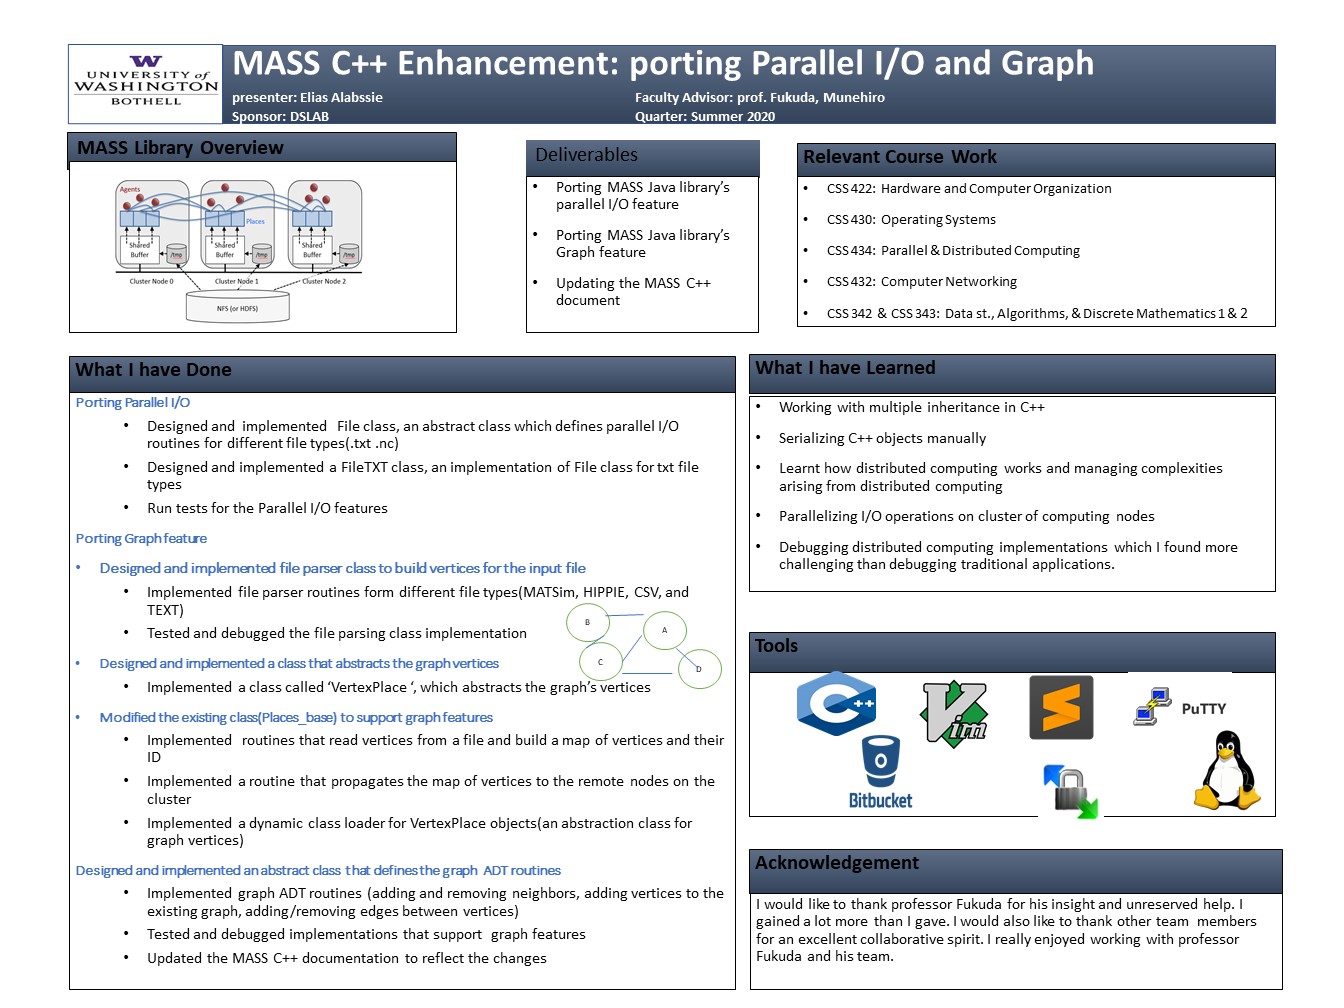 MASS C++ Enhancement: porting Parallel I/O and Graph
W
UNIVERSITY of
WASHINGTON
BOTHELL
presenter: Elias Alabssie
Faculty Advisor: prof. Fukuda, Munehiro
Sponsor: DSLAB
Quarter: Summer 2020
MASS Library Overview
Agents
Places
Shared
Buffer
/tmp
Shared
Buffer
/tmp
Shared
Buffer
/tmp
Cluster Node 0
Cluster Node 1
Cluster Node 2
NFS (or HDFS)
Deliverables
• Porting MASS Java library’s
parallel I/O feature
• Porting MASS Java library’s
Graph feature
• Updating the MASS C++
document
Relevant Course Work
• CSS 422: Hardware and Computer Organization
• CSS 430: Operating Systems
• CSS 434: Parallel & Distributed Computing
• CSS 432: Computer Networking
• CSS 342 & CSS 343: Data st., Algorithms, & Discrete Mathematics 1 & 2
What I have Done
Porting Parallel I/O
• Designed and implemented File class, an abstract class which defines parallel I/O
routines for different file types(.txt .nc)
• Designed and implemented a FileTXT class, an implementation of File class for txt file
types
• Run tests for the Parallel I/O features
Porting Graph feature
• Designed and implemented file parser class to build vertices for the input file
• Implemented file parser routines form different file types(MATSim, HIPPIE, CSV, and
TEXT)
• Tested and debugged the file parsing class implementation
B
A
C
D
• Designed and implemented a class that abstracts the graph vertices
• Implemented a class called ‘VertexPlace ‘, which abstracts the graph’s vertices
• Modified the existing class(Places_base) to support graph features
• Implemented routines that read vertices from a file and build a map of vertices and their
ID
• Implemented a routine that propagates the map of vertices to the remote nodes on the
cluster
• Implemented a dynamic class loader for VertexPlace objects(an abstraction class for
graph vertices)
Designed and implemented an abstract class that defines the graph ADT routines
• Implemented graph ADT routines (adding and removing neighbors, adding vertices to the
existing graph, adding/removing edges between vertices)
• Tested and debugged implementations that support graph features
• Updated the MASS C++ documentation to reflect the changes
What I have Learned
• Working with multiple inheritance in C++
• Serializing C++ objects manually
• Learnt how distributed computing works and managing complexities
arising from distributed computing
• Parallelizing I/O operations on cluster of computing nodes
• Debugging distributed computing implementations which I found more
challenging than debugging traditional applications.
Tools
C++
Vim
S
PuTTY
Bitbucket
Acknowledgement
I would like to thank professor Fukuda for his insight and unreserved help. I
gained a lot more than I gave. I would also like to thank other team members
for an excellent collaborative spirit. I really enjoyed working with professor
Fukuda and his team.